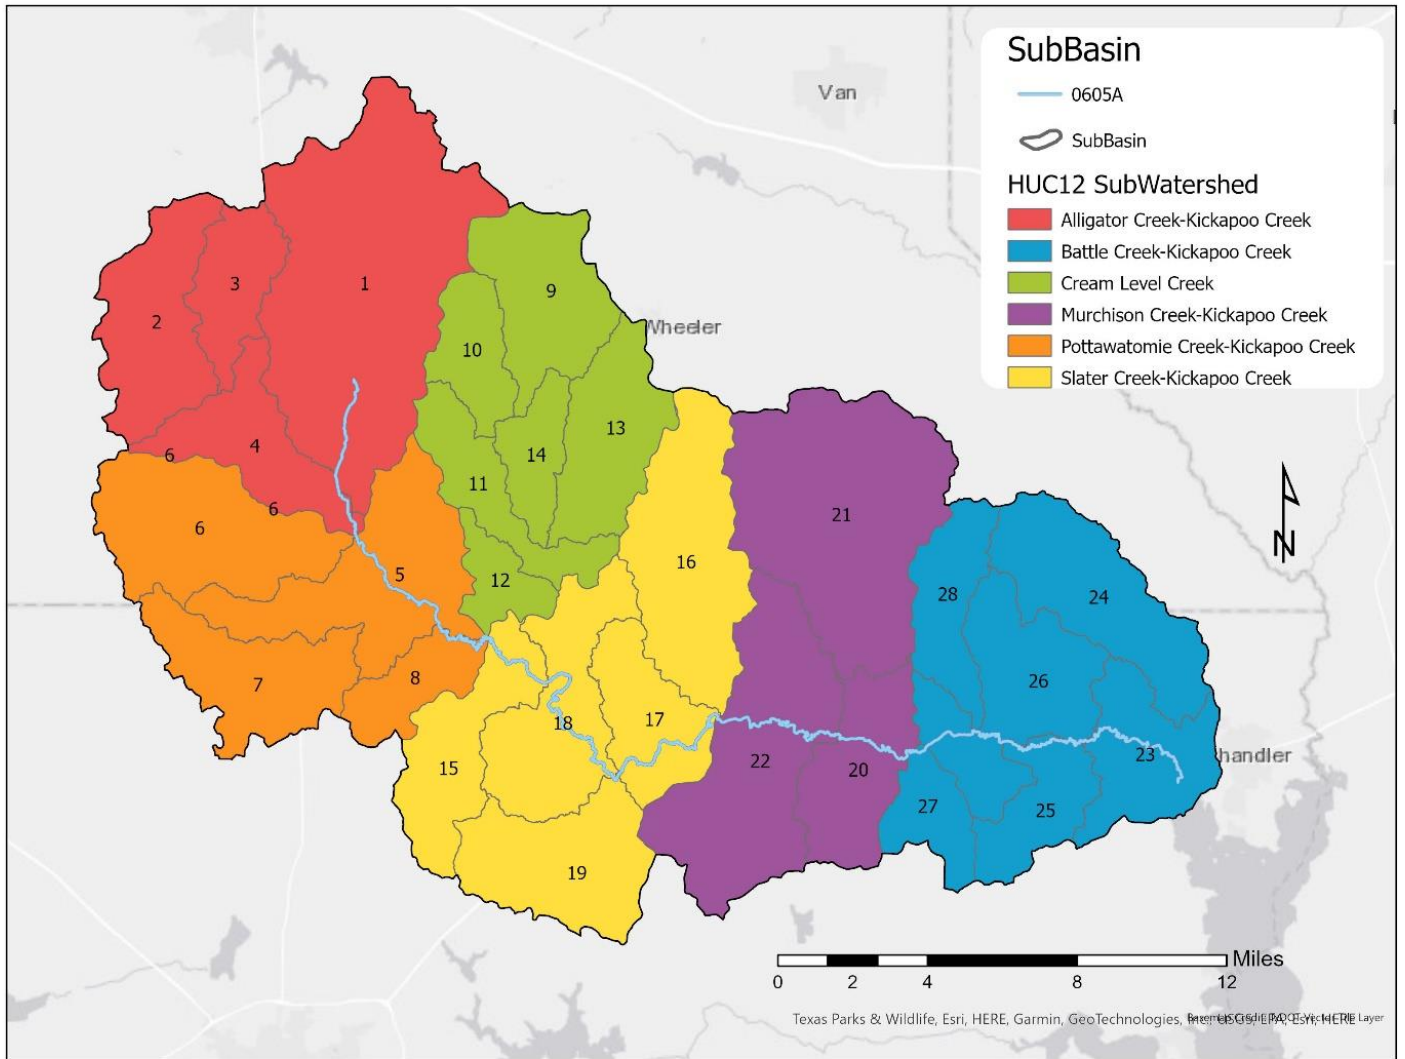 SubBasin
0605A
SubBasin
HUC12 SubWatershed
Alligator Creek-Kickapoo Creek
Battle Creek-Kickapoo Creek
Cream Level Creek
Murchison Creek-Kickapoo Creek
Pottawatomie Creek-Kickapoo Creek
Slater Creek-Kickapoo Creek
Van
Wheeler
handler
1
2
3
4
6
6
6
5
7
8
9
10
13
14
11
12
16
15
18
17
19
21
22
20
28
24
26
23
27
25
N
Miles
0 2 4 8 12
Texas Parks & Wildlife, Esri, HERE, Garmin, GeoTechnologies,